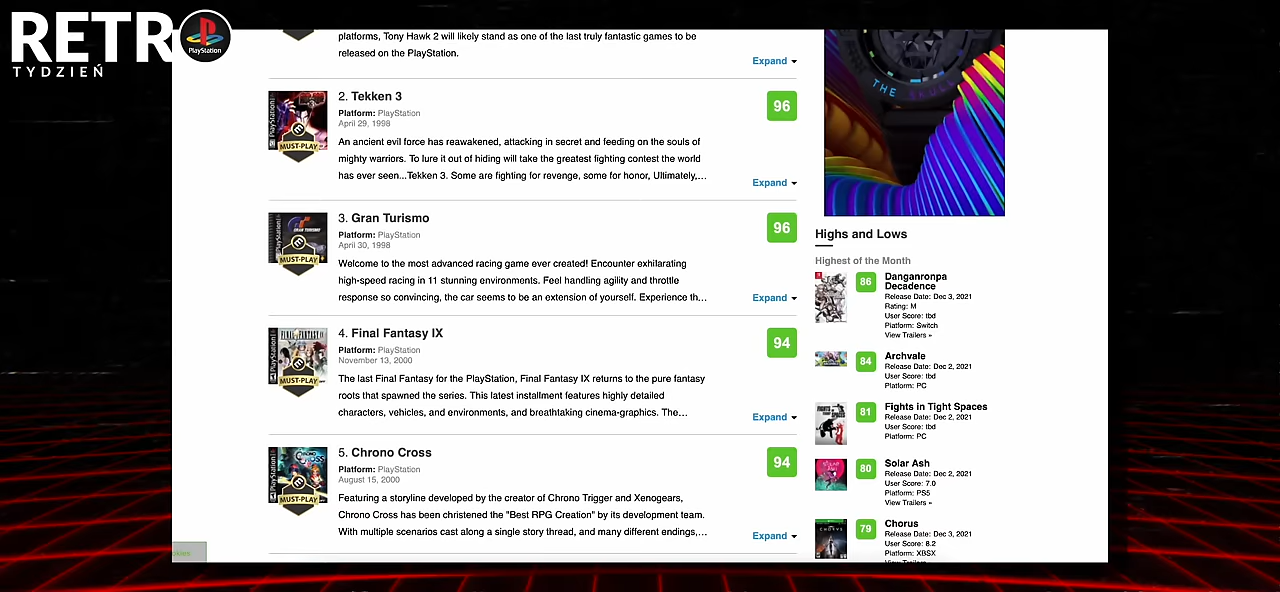 RETRO
TYDZIEŃ
PlayStation
platforms, Tony Hawk 2 will likely stand as one of the last truly fantastic games to be
released on the PlayStation.
Expand
2. Tekken 3
Platform: PlayStation
April 29, 1998
96
An ancient evil force has reawakened, attacking in secret and feeding on the souls of
mighty warriors. To lure it out of hiding will take the greatest fighting contest the world
has ever seen...Tekken 3. Some are fighting for revenge, some for honor, Ultimately,...
Expand
MUST-PLAY
3. Gran Turismo
Platform: PlayStation
April 30, 1998
96
Welcome to the most advanced racing game ever created! Encounter exhilarating
high-speed racing in 11 stunning environments. Feel handling agility and throttle
response so convincing, the car seems to be an extension of yourself. Experience th...
Expand
MUST-PLAY
4. Final Fantasy IX
Platform: PlayStation
November 13, 2000
94
The last Final Fantasy for the PlayStation, Final Fantasy IX returns to the pure fantasy
roots that spawned the series. This latest installment features highly detailed
characters, vehicles, and environments, and breathtaking cinema-graphics. The...
Expand
MUST-PLAY
5. Chrono Cross
Platform: PlayStation
August 15, 2000
94
Featuring a storyline developed by the creator of Chrono Trigger and Xenogears,
Chrono Cross has been christened the "Best RPG Creation" by its development team.
With multiple scenarios cast along a single story thread, and many different endings,...
Expand
MUST-PLAY
THE
Highs and Lows
Highest of the Month
86
Danganronpa
Decadence
Release Date: Dec 3, 2021
Rating: M
User Score: tbd
Platform: Switch
View Trailers »
84
Archvale
Release Date: Dec 2, 2021
User Score: tbd
Platform: PC
81
Fights in Tight Spaces
Release Date: Dec 2, 2021
User Score: tbd
Platform: PC
80
Solar Ash
Release Date: Dec 2, 2021
User Score: 7.0
Platform: PS5
View Trailers »
79
Chorus
Release Date: Dec 3, 2021
User Score: 8.2
Platform: XBSX